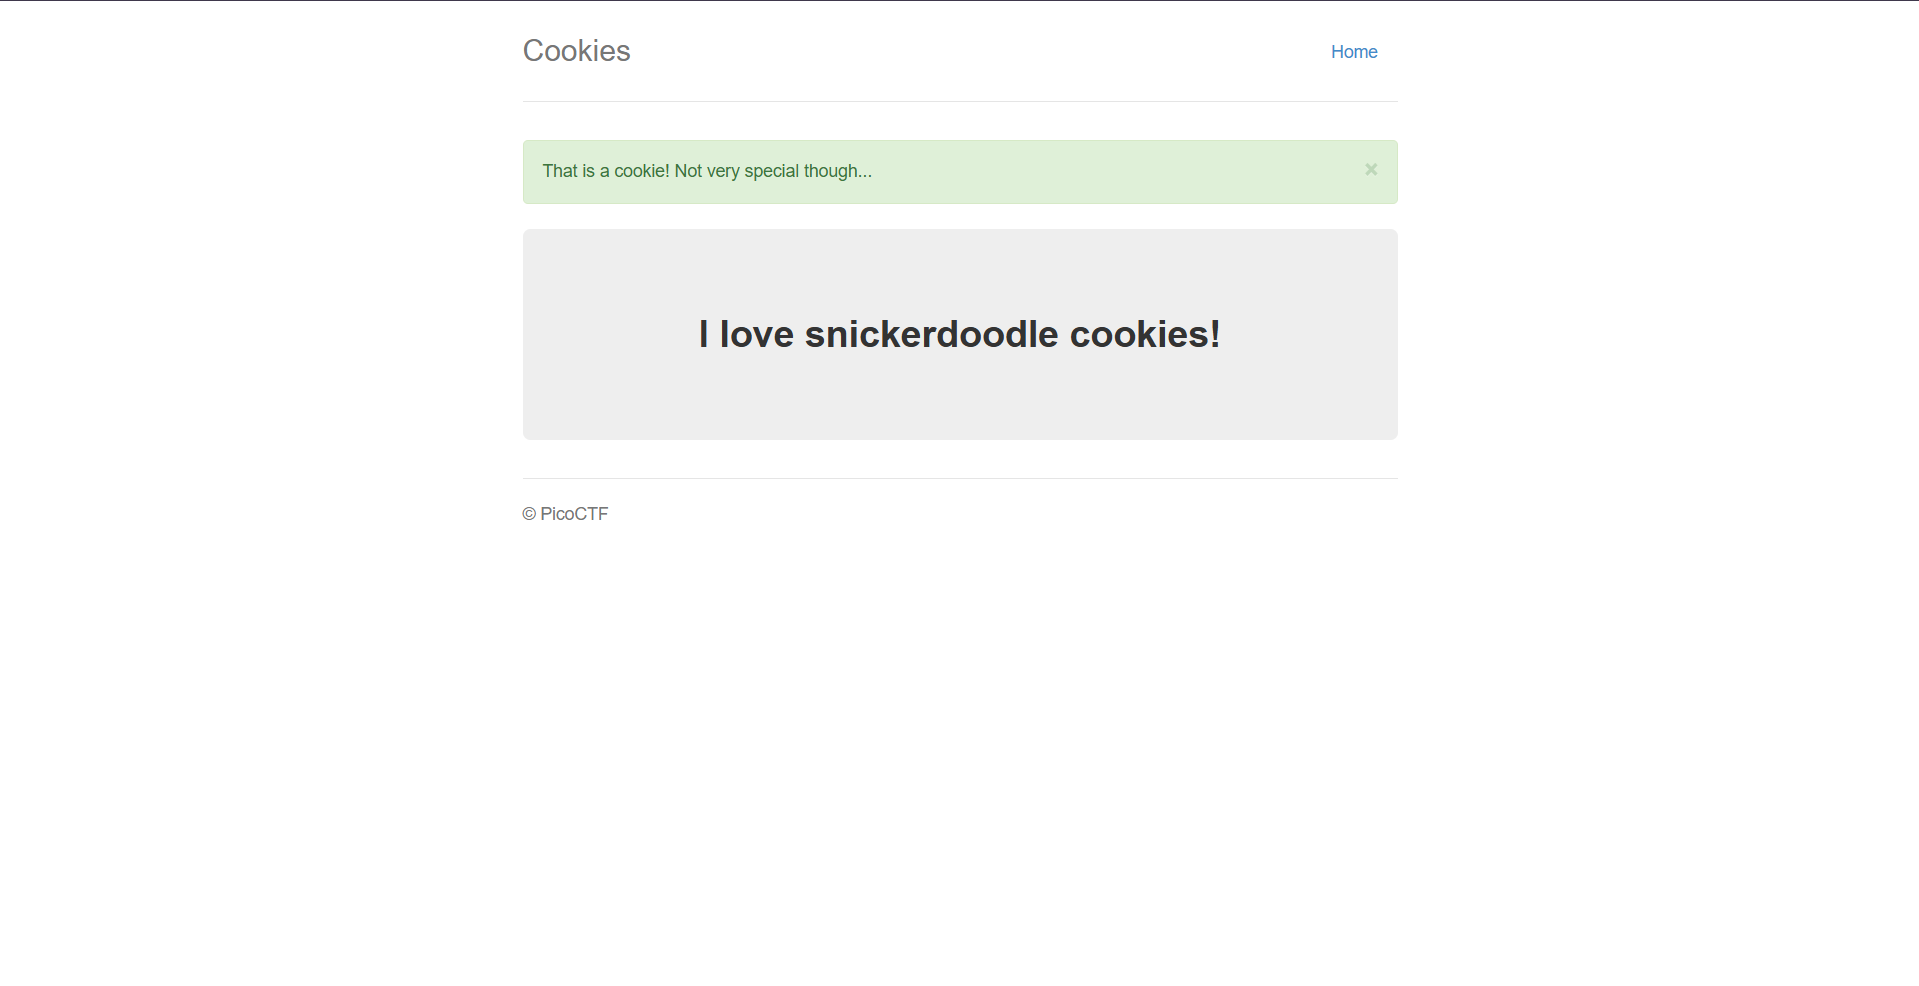 Cookies
Home
That is a cookie! Not very special though...
×
I love snickerdoodle cookies!
© PicoCTF